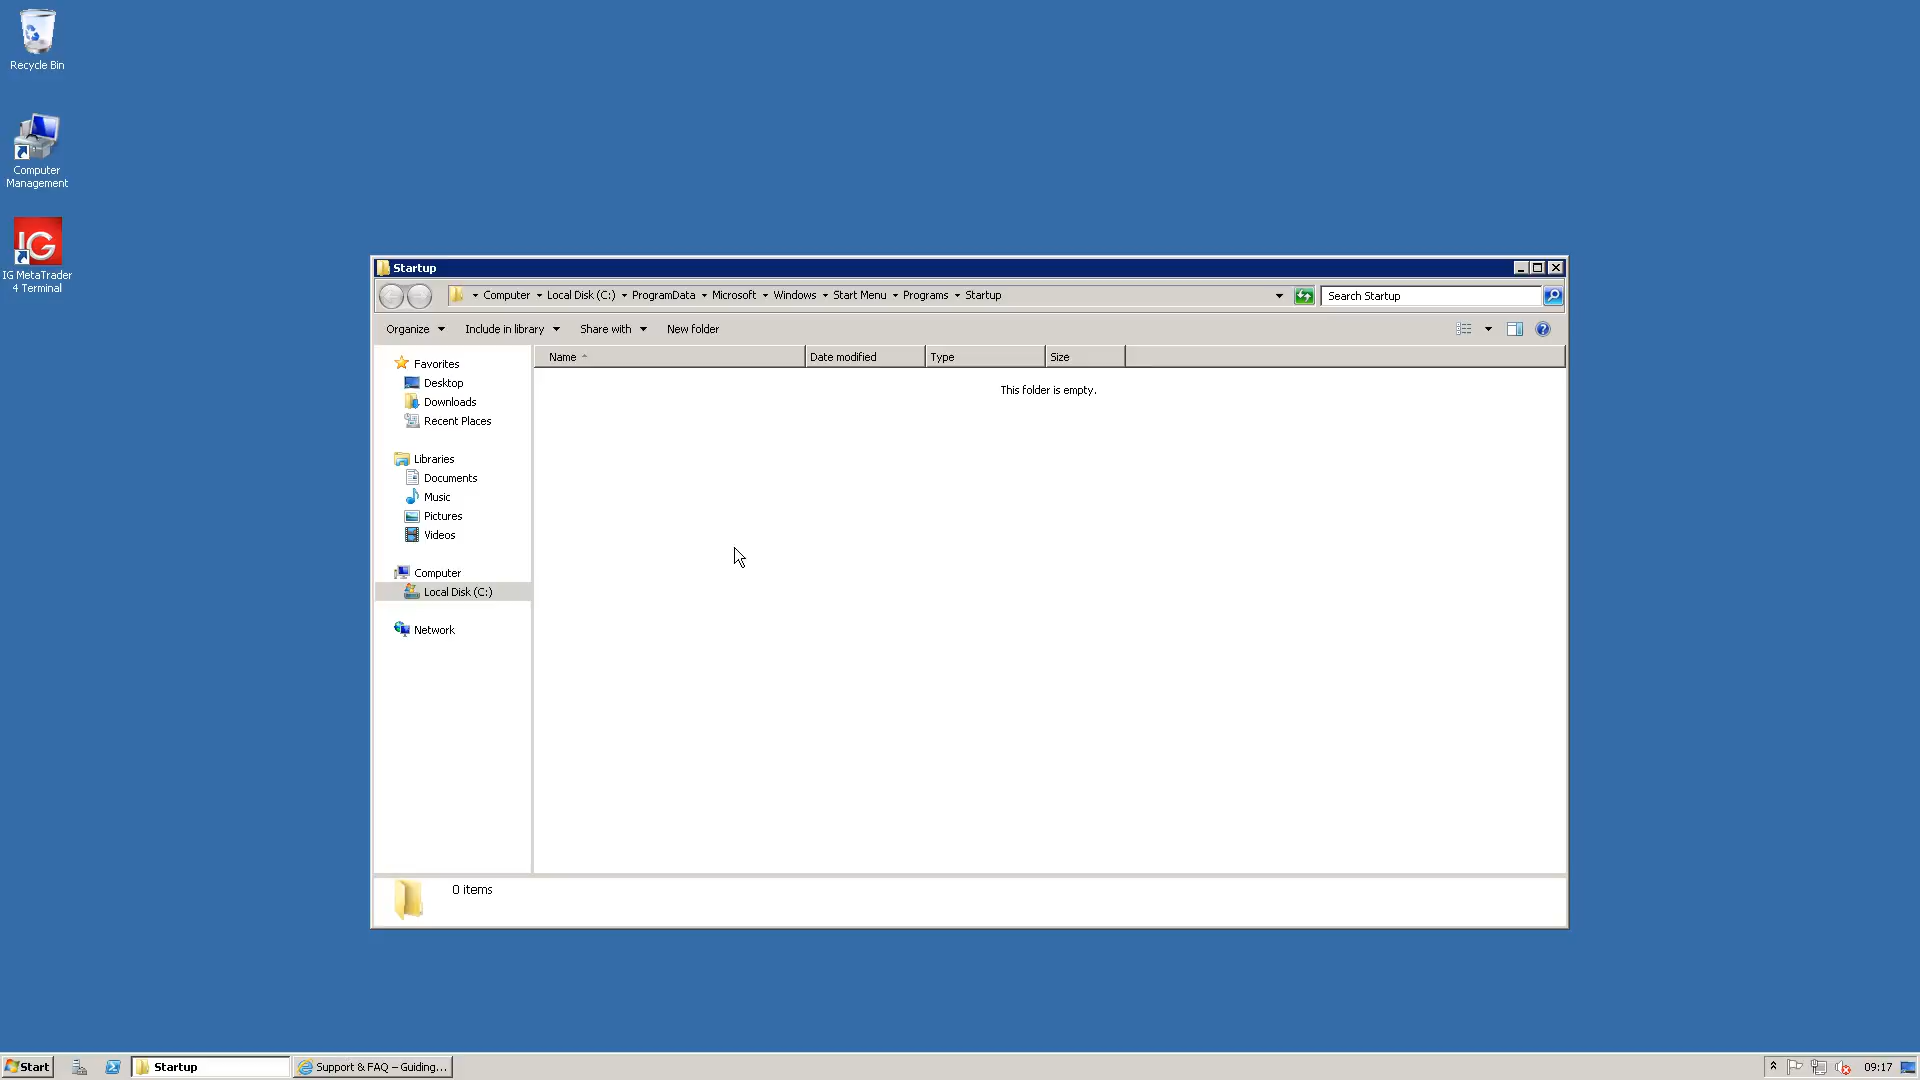 Recycle Bin
Computer
Management
IG
IG MetaTrader
4 Terminal
Startup
Computer
Local Disk (C:)
ProgramData
Microsoft
Windows
Start Menu
Programs
Startup
Search Startup
Organize
Include in library
Share with
New folder
Name
Date modified
Type
Size
This folder is empty.
Favorites
Desktop
Downloads
Recent Places
Libraries
Documents
Music
Pictures
Videos
Computer
Local Disk (C:)
Network
0 items
Start
Startup
Support & FAQ – Guiding...
09:17